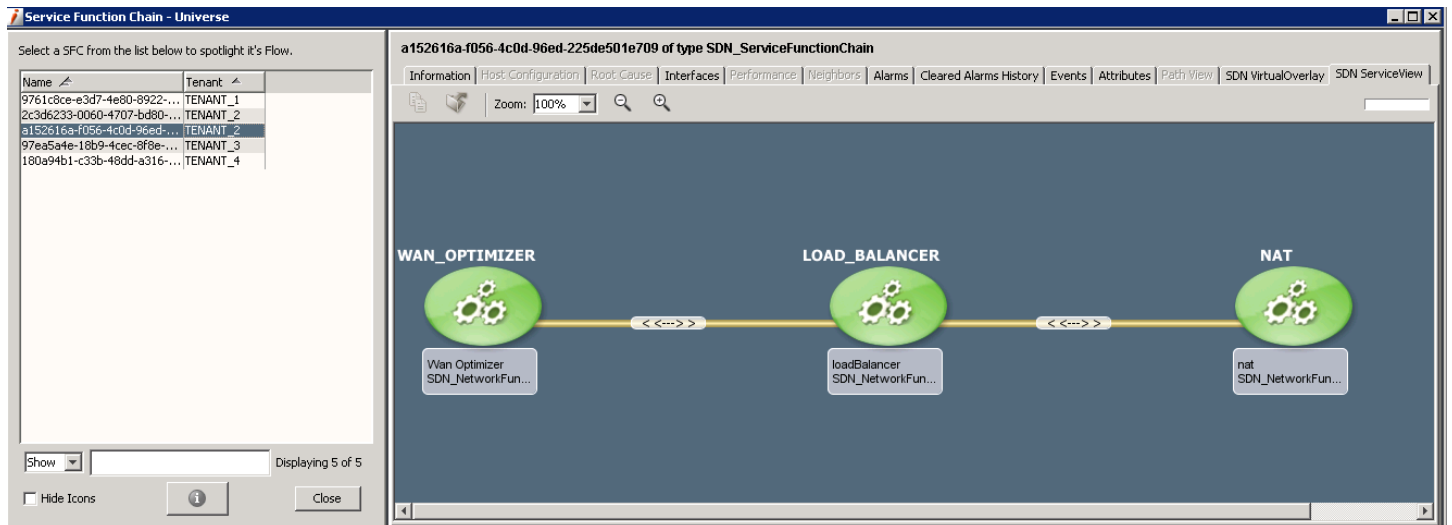 Service Function Chain - Universe
Select a SFC from the list below to spotlight it's Flow.
Name Tenant
9761c8ce-e3d7-4e80-8922-... TENANT_1
2c3d6233-0060-4707-bd80-... TENANT_2
a152616a-f056-4c0d-96ed-... TENANT_2
97ea5a4e-18b9-4cec-8f8e-... TENANT_3
180a94b1-c33b-48dd-a316-... TENANT_4
Show Displaying 5 of 5
Hide Icons Close
a152616a-f056-4c0d-96ed-225de501e709 of type SDN_ServiceFunctionChain
Information Host Configuration Root Cause Interfaces Performance Neighbors Alarms Cleared Alarms History Events Attributes Path View SDN VirtualOverlay SDN ServiceView
Zoom: 100%
WAN_OPTIMIZER LOAD_BALANCER NAT
<<--->> <<--->>
Wan Optimizer loadBalancer nat
SDN_NetworkFun... SDN_NetworkFun... SDN_NetworkFun...